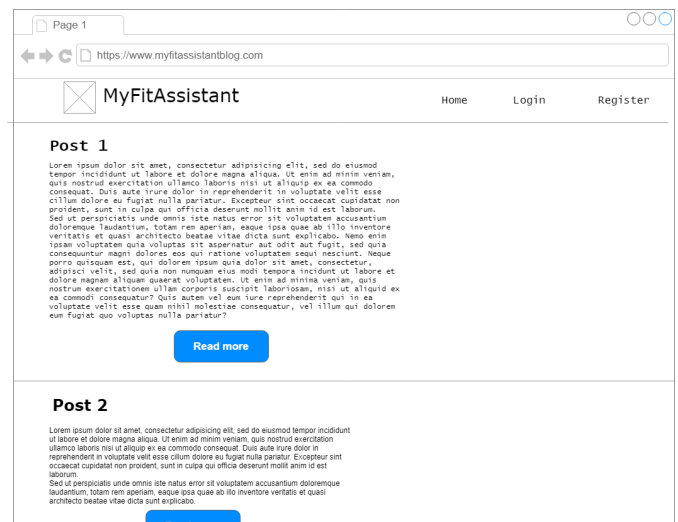 Page 1
https://www.myfitassistantblog.com
MyFitAssistant
Home Login Register
Post 1
Lorem ipsum dolor sit amet, consectetur adipisicing elit, sed do eiusmod
tempor incididunt ut labore et dolore magna aliqua. Ut enim ad minim veniam,
quis nostrud exercitation ullamco laboris nisi ut aliquip ex ea commodo
consequat. Duis aute irure dolor in reprehenderit in voluptate velit esse
cillum dolore eu fugiat nulla pariatur. Excepteur sint occaecat cupidatat non
proident, sunt in culpa qui officia deserunt mollit anim id est laborum.
Sed ut perspiciatis unde omnis iste natus error sit voluptatem accusantium
doloremque laudantium, totam rem aperiam, eaque ipsa quae ab illo inventore
veritatis et quasi architecto beatae vitae dicta sunt explicabo. Nemo enim
ipsam voluptatem quia voluptas sit aspernatur aut odit aut fugit, sed quia
consequuntur magni dolores eos qui ratione voluptatem sequi nesciunt. Neque
porro quisquam est, qui dolorem ipsum quia dolor sit amet, consectetur,
adipisci velit, sed quia non numquam eius modi tempora incidunt ut labore et
dolore magnam aliquam quaerat voluptatem. Ut enim ad minima veniam, quis
nostrum exercitationem ullam corporis suscipit laboriosam, nisi ut aliquid ex
ea commodi consequatur? Quis autem vel eum iure reprehenderit qui in ea
voluptate velit esse quam nihil molestiae consequatur, vel illum qui dolorem
eum fugiat quo voluptas nulla pariatur?
Read more
Post 2
Lorem ipsum dolor sit amet, consectetur adipisicing elit, sed do eiusmod tempor incididunt
ut labore et dolore magna aliqua. Ut enim ad minim veniam, quis nostrud exercitation
ullamco laboris nisi ut aliquip ex ea commodo consequat. Duis aute irure dolor in
reprehenderit in voluptate velit esse cillum dolore eu fugiat nulla pariatur. Excepteur sint
occaecat cupidatat non proident, sunt in culpa qui officia deserunt mollit anim id est
laborum.
Sed ut perspiciatis unde omnis iste natus error sit voluptatem accusantium doloremque
laudantium, totam rem aperiam, eaque ipsa quae ab illo inventore veritatis et quasi
architecto beatae vitae dicta sunt explicabo.